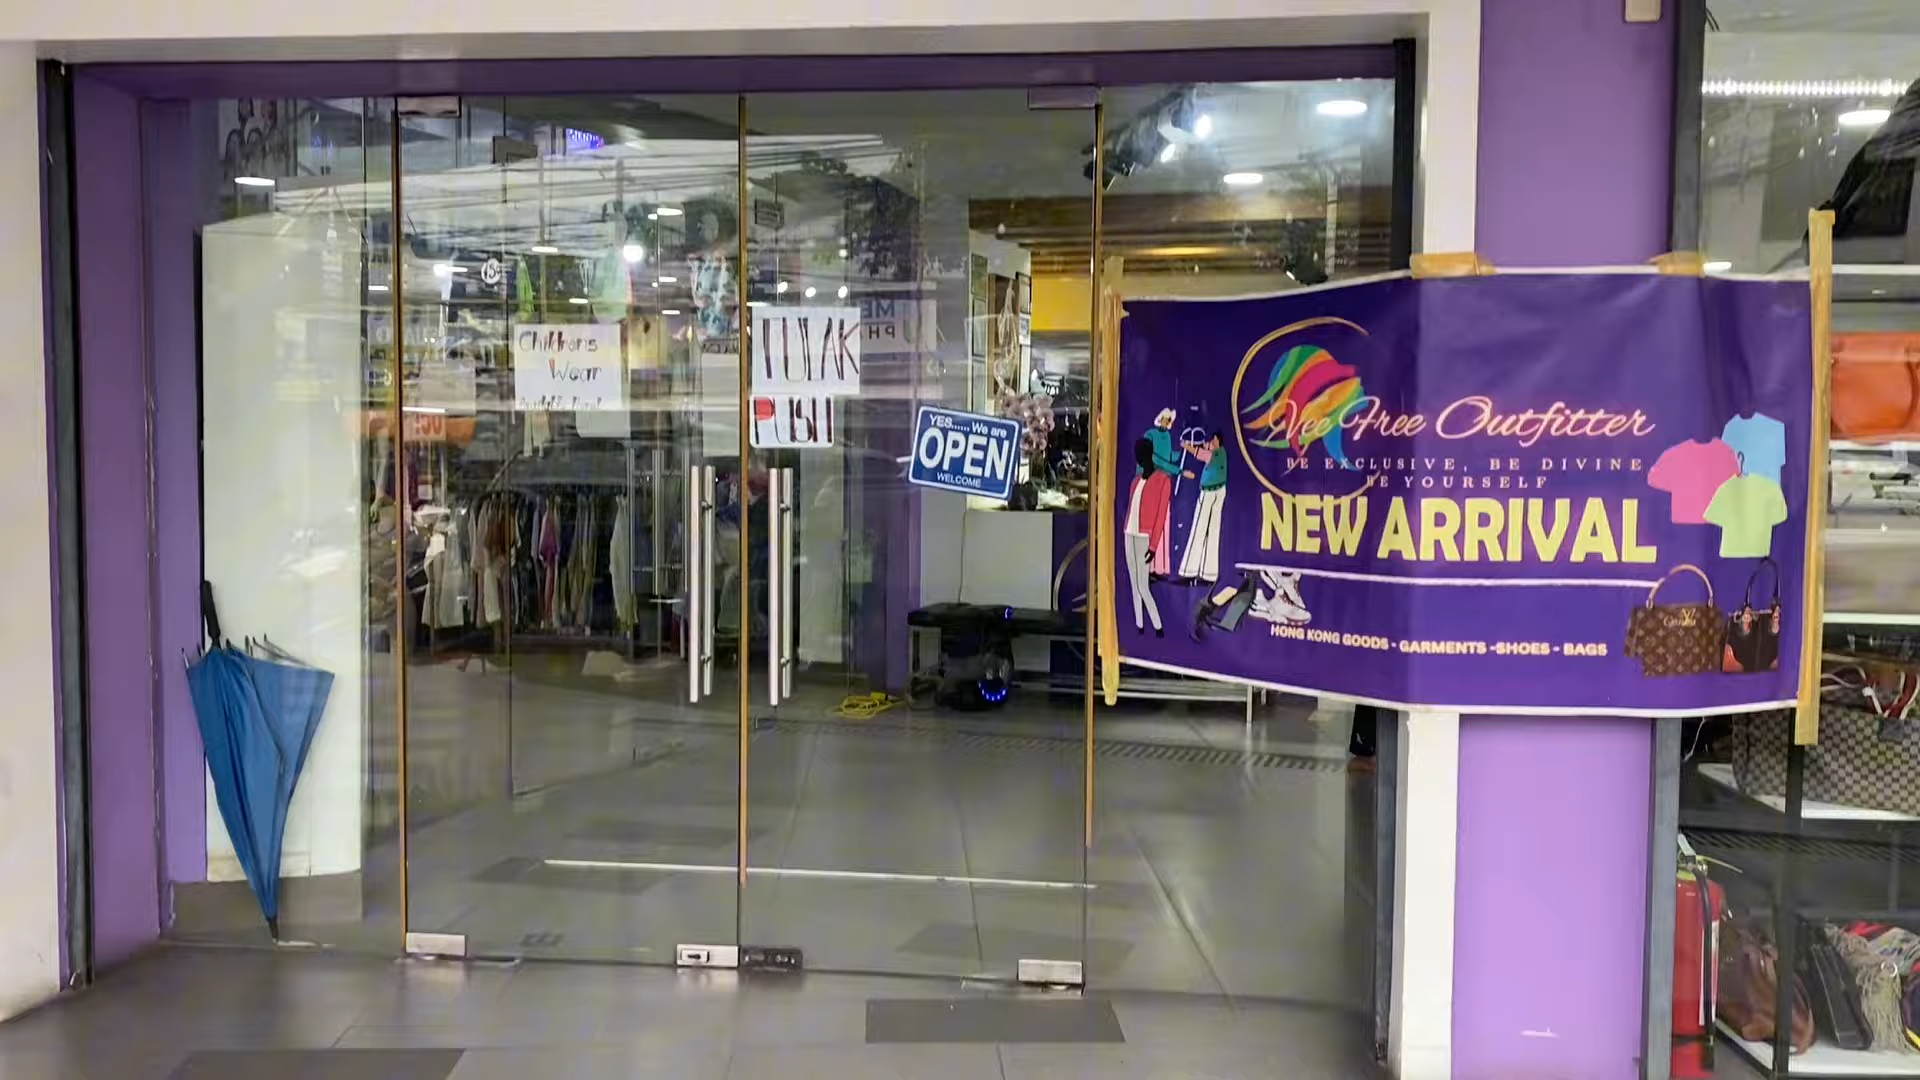 Childrens
Wear
TULAK
PUSH
YES...... We are
OPEN
WELCOME
Wee Free Outfitter
BE EXCLUSIVE, BE DIVINE
BE YOURSELF
NEW ARRIVAL
HONG KONG GOODS - GARMENTS -SHOES - BAGS